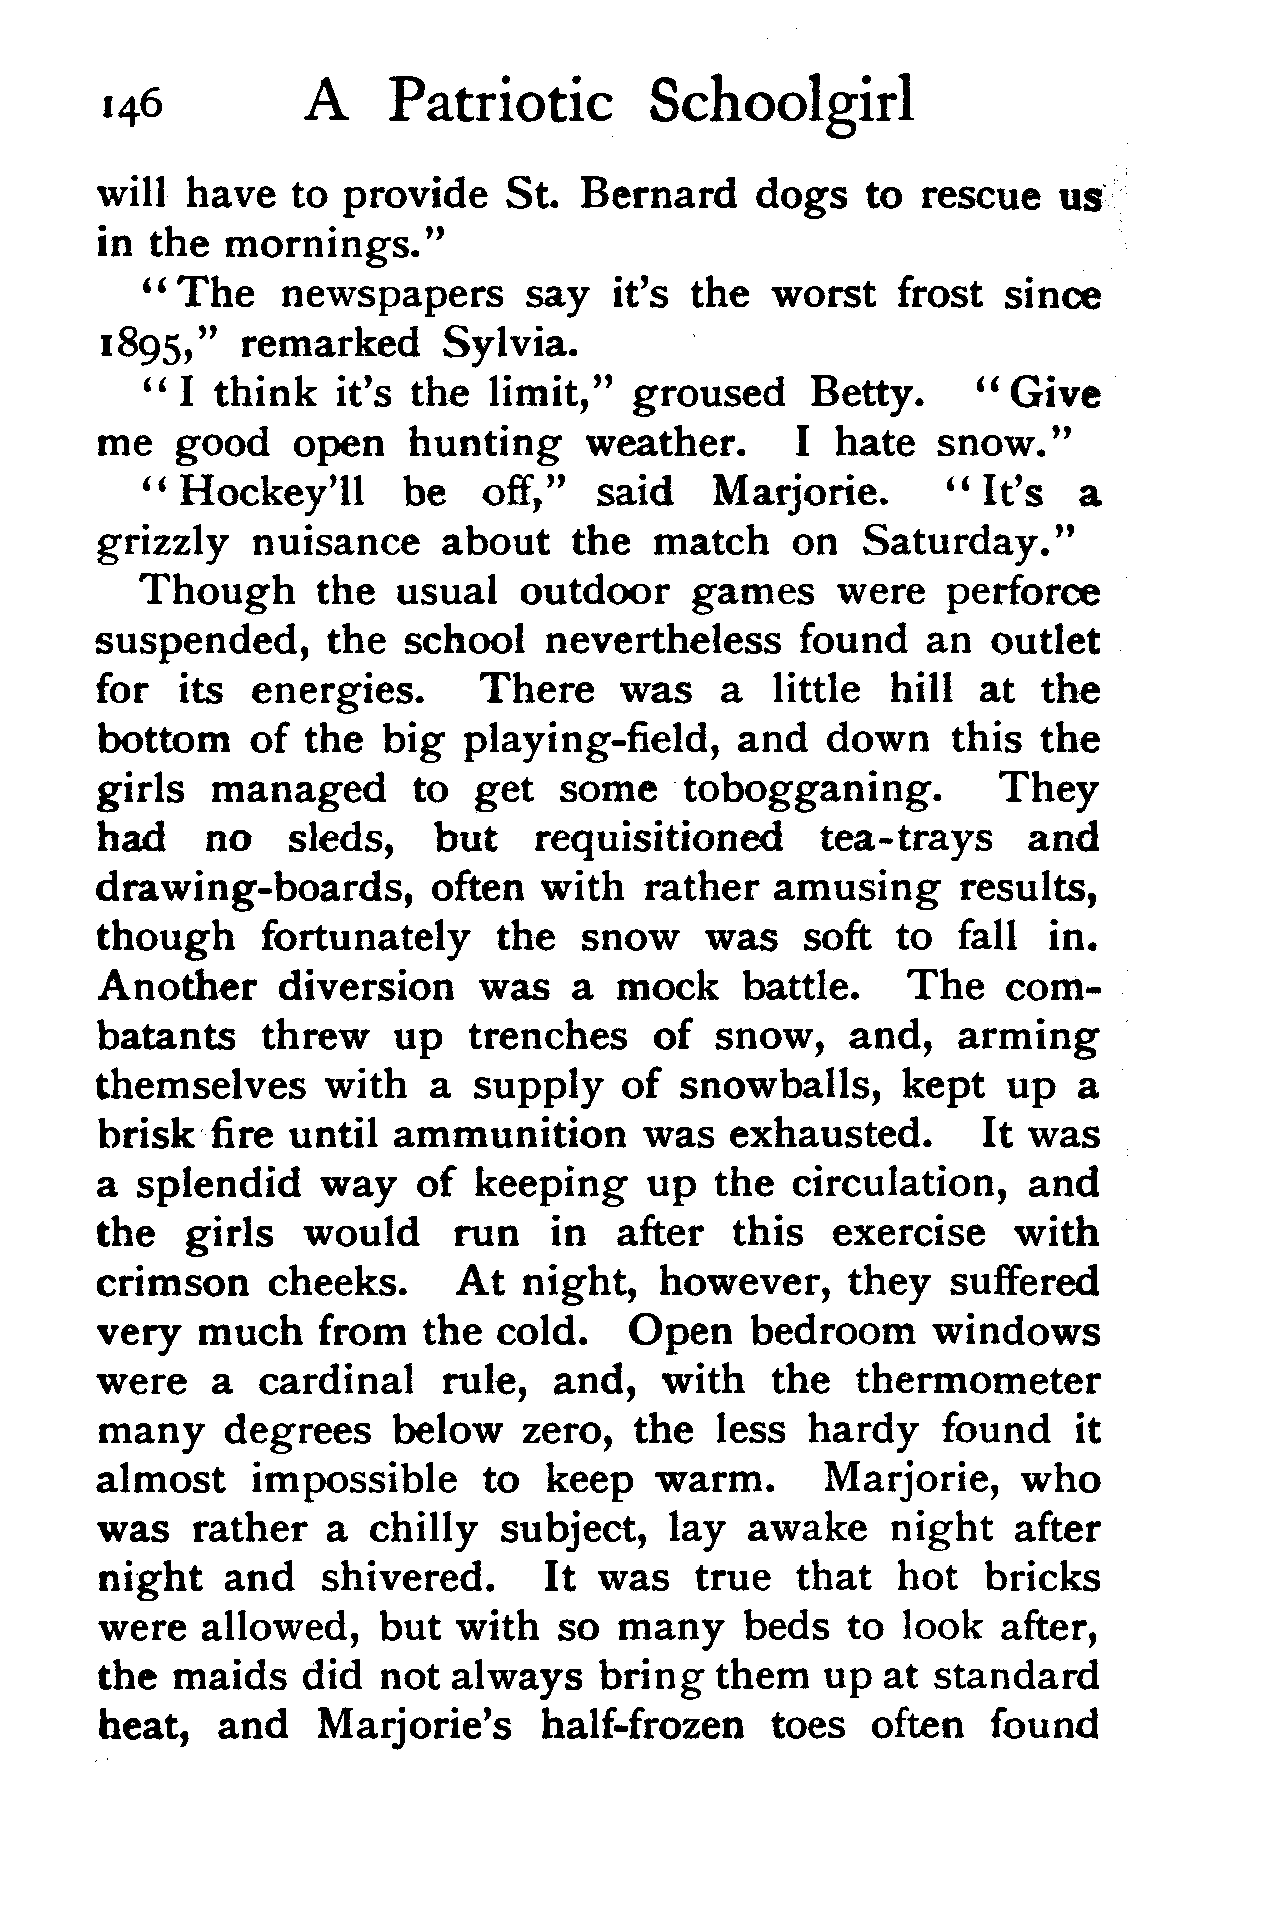 146 A Patriotic Schoolgirl
will have to provide St. Bernard dogs to rescue us
in the mornings."
"The newspapers say it's the worst frost since
1895," remarked Sylvia.
"I think it's the limit," groused Betty. "Give
me good open hunting weather. I hate snow."
"Hockey'll be off," said Marjorie. "It's a
grizzly nuisance about the match on Saturday."
Though the usual outdoor games were perforce
suspended, the school nevertheless found an outlet
for its energies. There was a little hill at the
bottom of the big playing-field, and down this the
girls managed to get some tobogganing. They
had no sleds, but requisitioned tea-trays and
drawing-boards, often with rather amusing results,
though fortunately the snow was soft to fall in.
Another diversion was a mock battle. The com-
batants threw up trenches of snow, and, arming
themselves with a supply of snowballs, kept up a
brisk fire until ammunition was exhausted. It was
a splendid way of keeping up the circulation, and
the girls would run in after this exercise with
crimson cheeks. At night, however, they suffered
very much from the cold. Open bedroom windows
were a cardinal rule, and, with the thermometer
many degrees below zero, the less hardy found it
almost impossible to keep warm. Marjorie, who
was rather a chilly subject, lay awake night after
night and shivered. It was true that hot bricks
were allowed, but with so many beds to look after,
the maids did not always bring them up at standard
heat, and Marjorie's half-frozen toes often found